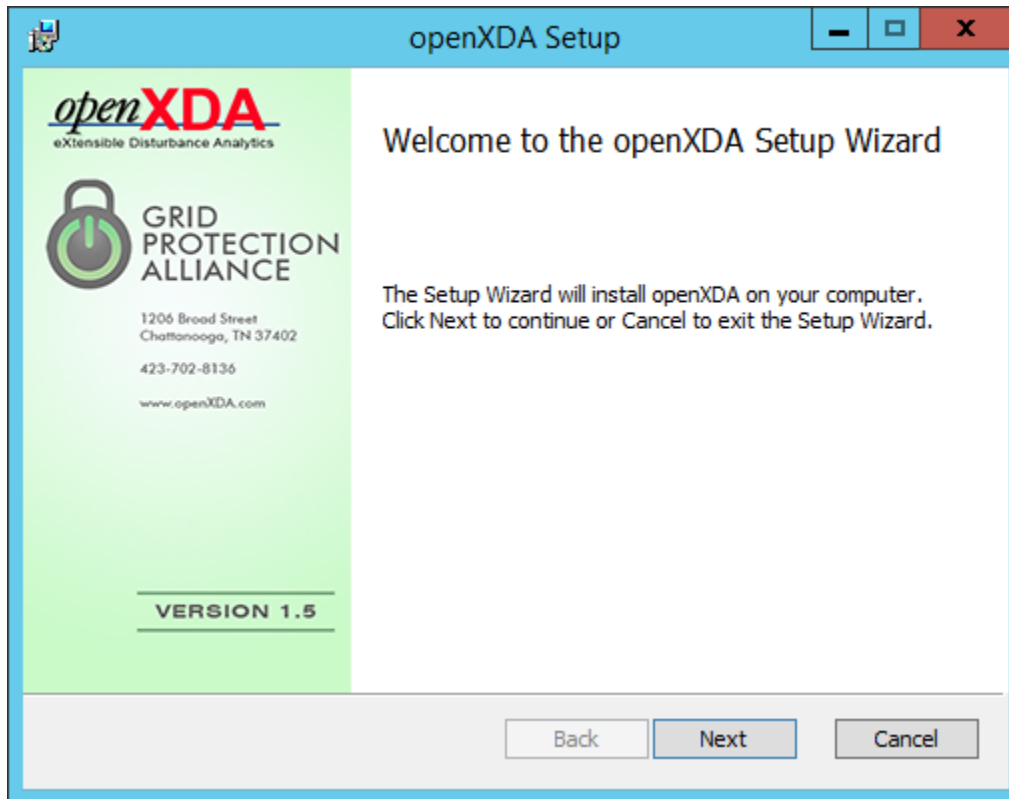 openXDA Setup
openXDA
eXtensible Disturbance Analytics
GRID
PROTECTION
ALLIANCE
1206 Broad Street
Chattanooga, TN 37402
423-702-8136
www.openXDA.com
VERSION 1.5
Welcome to the openXDA Setup Wizard
The Setup Wizard will install openXDA on your computer.
Click Next to continue or Cancel to exit the Setup Wizard.
Back Next Cancel